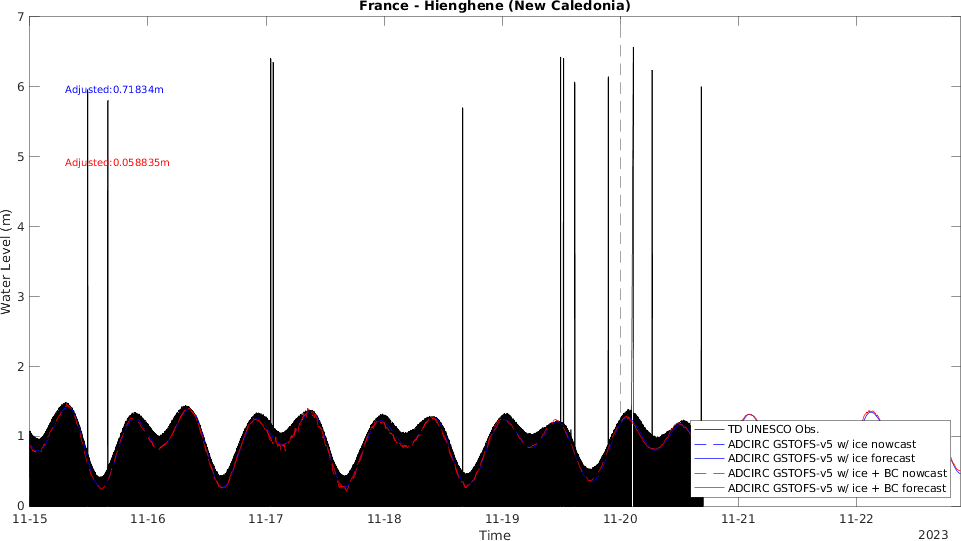 France - Hienghene (New Caledonia)
7
6
5
4
3
2
1
0
Water Level (m)
Adjusted:0.71834m
Adjusted:0.058835m
TD UNESCO Obs.
ADCIRC GSTOFS-v5 w/ ice nowcast
ADCIRC GSTOFS-v5 w/ ice forecast
ADCIRC GSTOFS-v5 w/ ice + BC nowcast
ADCIRC GSTOFS-v5 w/ ice + BC forecast
11-15 11-16 11-17 11-18 11-19 11-20 11-21 11-22
Time
2023